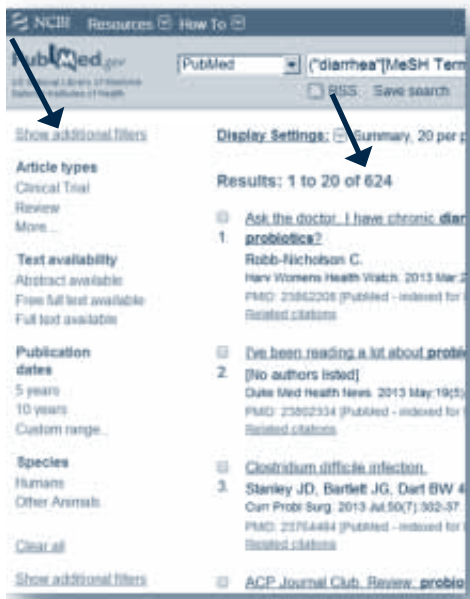 NCBI Resources How To
PubMed.gov
US National Library of Medicine
National Institutes of Health
PubMed
("diarrhea"[MeSH Term
RSS Save search
Show additional filters
Article types
Clinical Trial
Review
More...
Text availability
Abstract available
Free full text available
Full text available
Publication
dates
5 years
10 years
Custom range...
Species
Humans
Other Animals
Clear all
Show additional filters
Display Settings: Summary, 20 per p
Results: 1 to 20 of 624
Ask the doctor. I have chronic diar
1. probiotics?
Robb-Nicholson C.
Harv Womens Health Watch. 2013 Mar;2
PMID: 23862208 [PubMed - indexed for
Related citations
I've been reading a lot about probi
2. [No authors listed]
Duke Med Health News. 2013 May;19(5)
PMID: 23802334 [PubMed - indexed for
Related citations
Clostridium difficile infection.
3. Stanley JD, Bartlett JG, Dart BW 4
Curr Probl Surg. 2013 Jul;50(7):302-37.
PMID: 23764494 [PubMed - indexed for
Related citations
ACP Journal Club. Review: probio